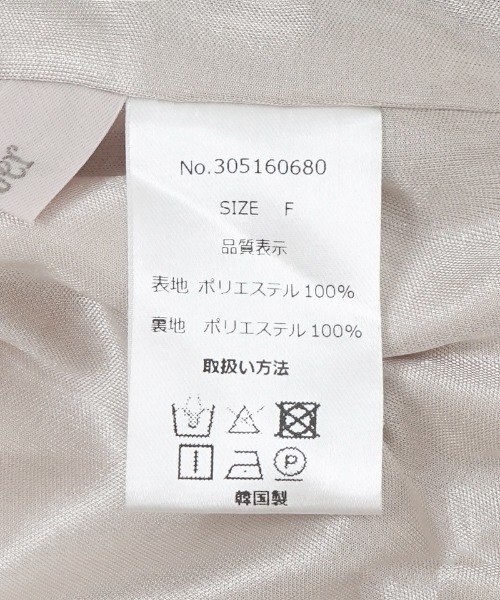 No.305160680
SIZE F
品質表示
表地 ポリエステル100%
裏地 ポリエステル100%
取扱い方法
P
韓国製